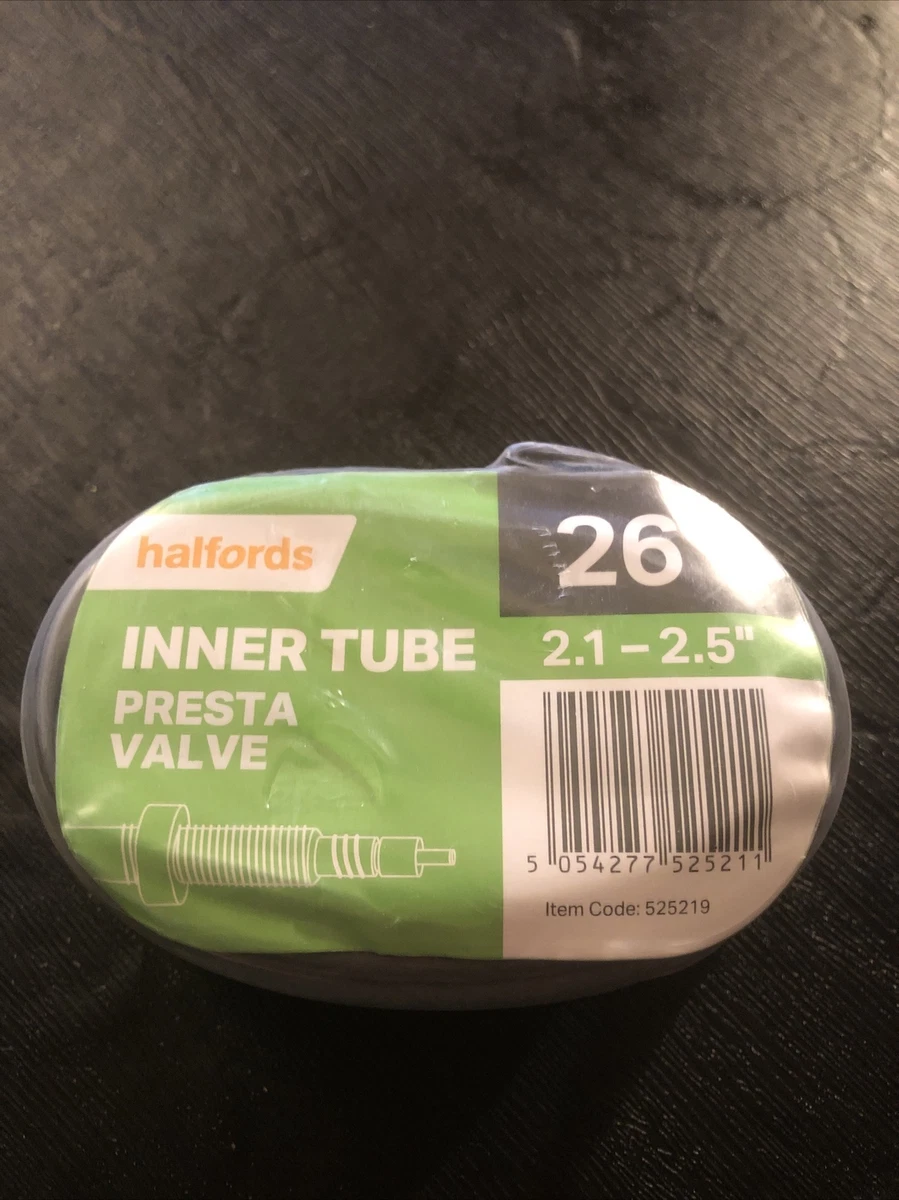 halfords
INNER TUBE
PRESTA
VALVE
26
2.1 – 2.5"
5 054277 525211
Item Code: 525219